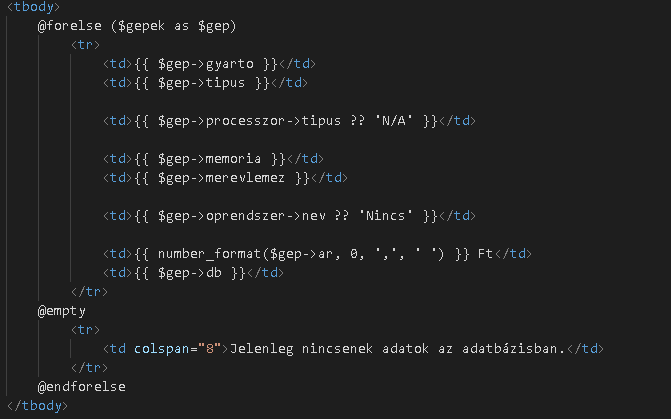 <tbody>
@forelse ($gepek as $gep)
<tr>
<td>{{ $gep->gyarto }}</td>
<td>{{ $gep->tipus }}</td>
<td>{{ $gep->processzor->tipus ?? 'N/A' }}</td>
<td>{{ $gep->memoria }}</td>
<td>{{ $gep->merevlemez }}</td>
<td>{{ $gep->oprendszer->nev ?? 'Nincs' }}</td>
<td>{{ number_format($gep->ar, 0, ',', ' ') }} Ft</td>
<td>{{ $gep->db }}</td>
</tr>
@empty
<tr>
<td colspan="8">Jelenleg nincsenek adatok az adatbázisban.</td>
</tr>
@endforelse
</tbody>